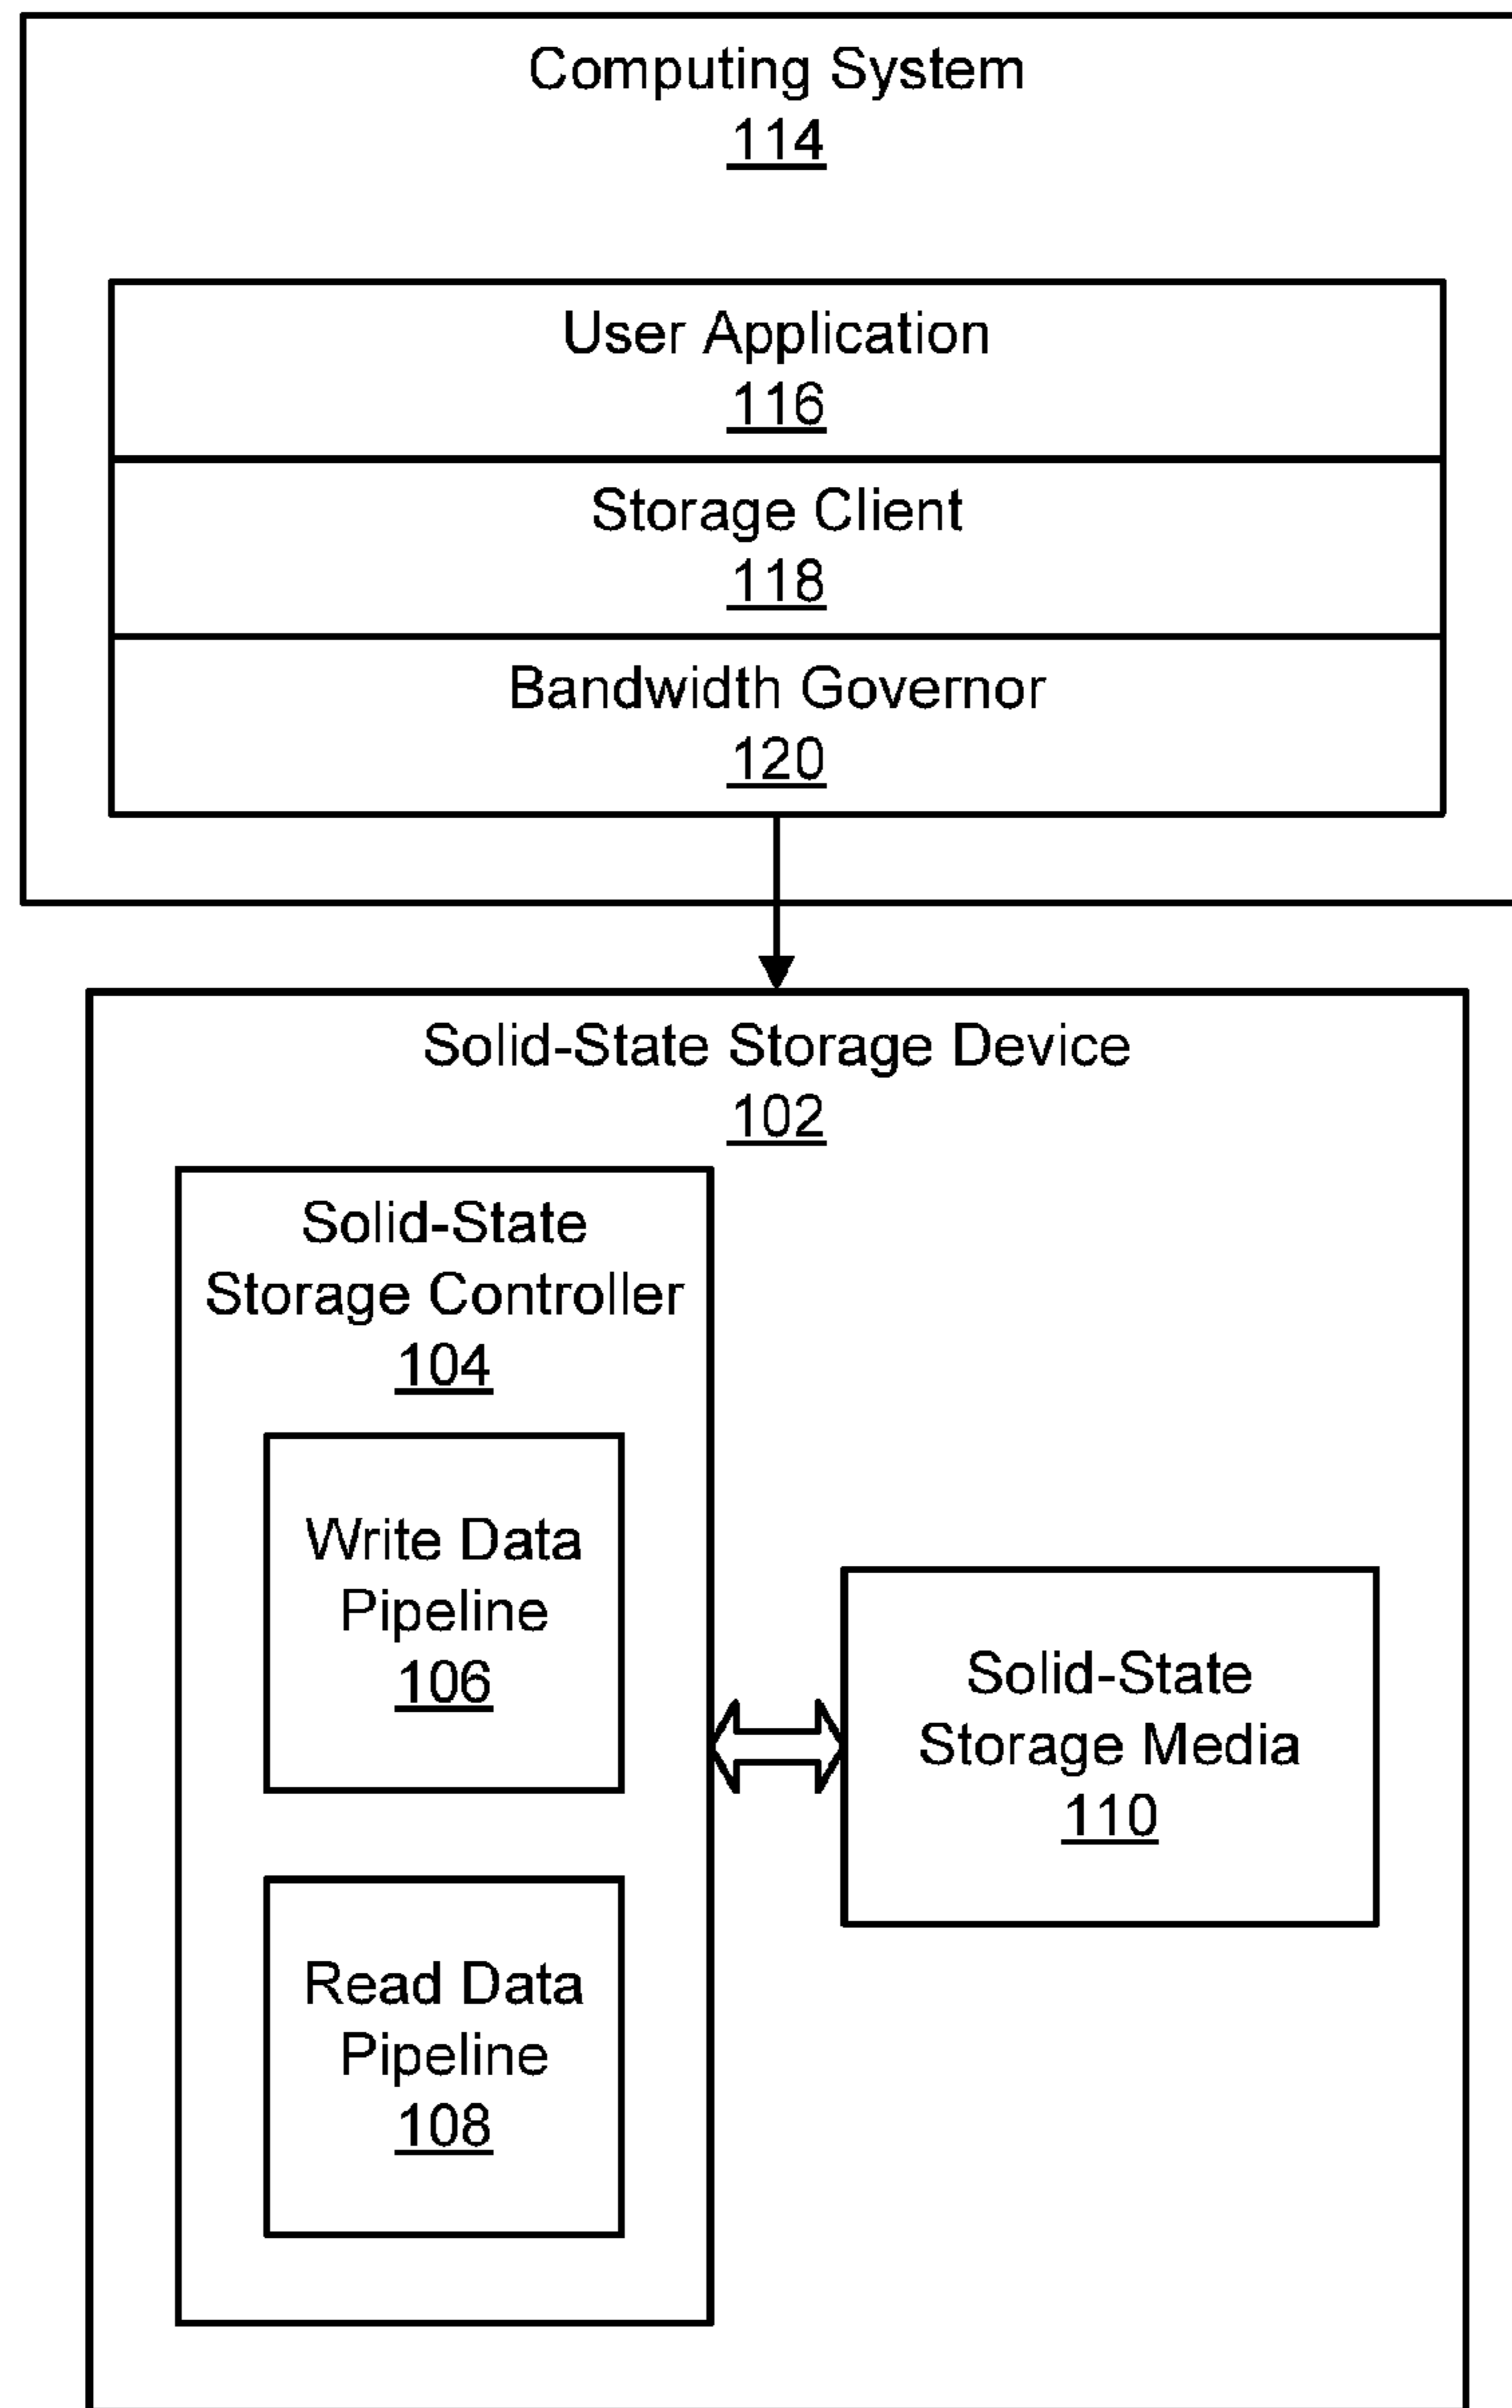 Computing System
114
User Application
116
Storage Client
118
Bandwidth Governor
120
Solid-State Storage Device
102
Solid-State
Storage Controller
104
Write Data
Pipeline
106
Solid-State
Storage Media
110
Read Data
Pipeline
108